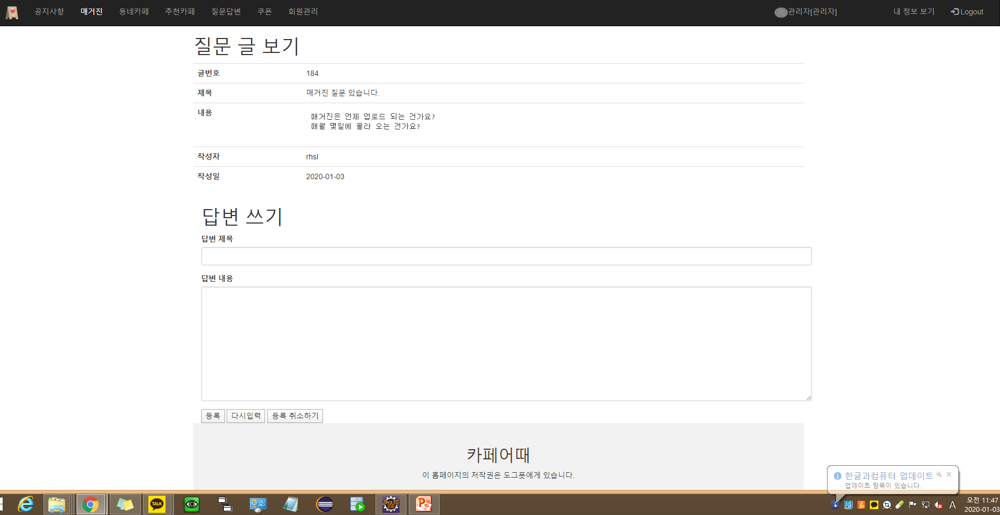 공지사항 매거진 동네카페 추천카페 질문답변 쿠폰 회원관리 관리자[관리자] 내 정보 보기 Logout
질문 글 보기
글번호 184
제목 매거진 질문 있습니다.
내용 매거진은 언제 업로드 되는 건가요?
매월 몇일에 올라 오는 건가요?
작성자 rhsl
작성일 2020-01-03
답변 쓰기
답변 제목
답변 내용
등록 다시입력 등록 취소하기
카페어때
이 홈페이지의 저작권은 도그풋에게 있습니다.
한글과컴퓨터 업데이트
업데이트 항목이 있습니다.
TALK
Java EE
IDE
A
오전 11:47
2020-01-03